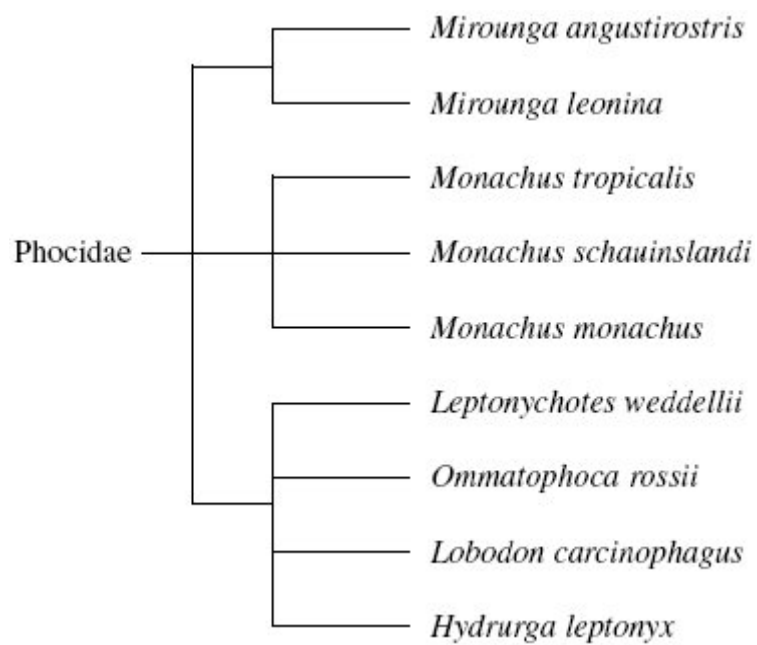 Mirounga angustirostris
Mirounga leonina
Monachus tropicalis
Phocidae
Monachus schauinslandi
Monachus monachus
Leptonychotes weddellii
Ommatophoca rossii
Lobodon carcinophagus
Hydrurga leptonyx